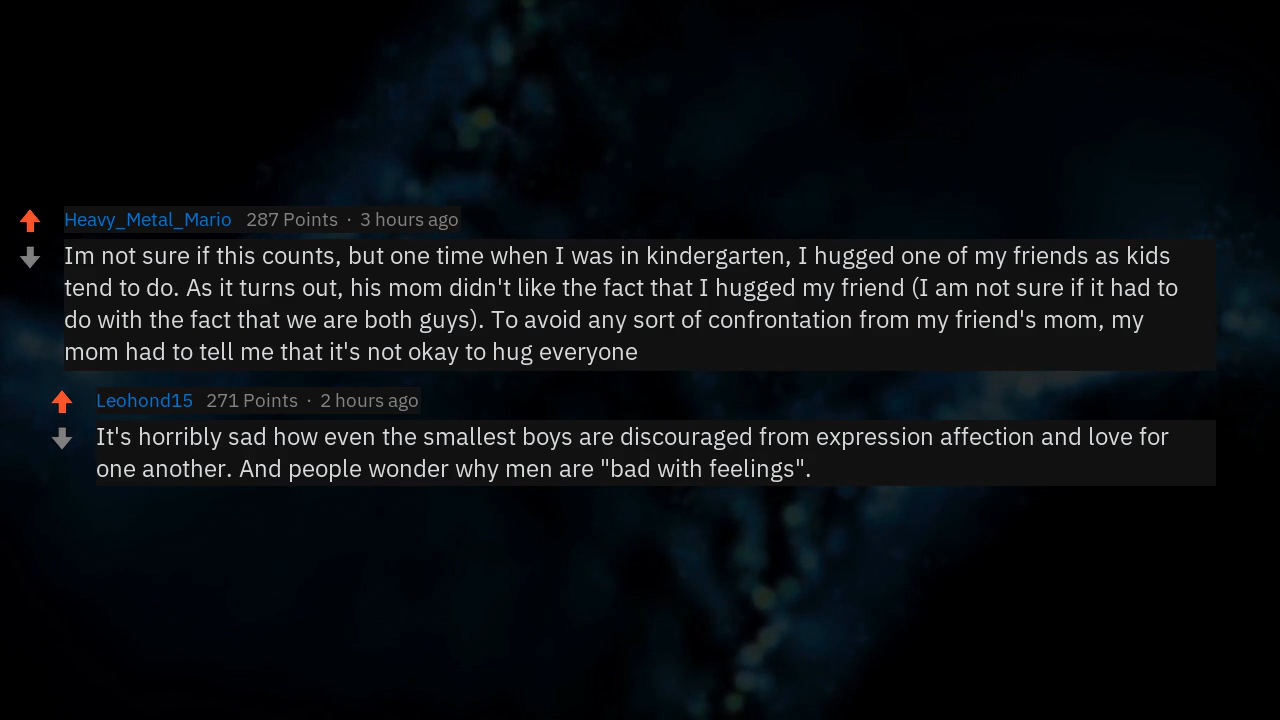 Heavy_Metal_Mario 287 Points · 3 hours ago
Im not sure if this counts, but one time when I was in kindergarten, I hugged one of my friends as kids
tend to do. As it turns out, his mom didn't like the fact that I hugged my friend (I am not sure if it had to
do with the fact that we are both guys). To avoid any sort of confrontation from my friend's mom, my
mom had to tell me that it's not okay to hug everyone
Leohond15 271 Points · 2 hours ago
It's horribly sad how even the smallest boys are discouraged from expression affection and love for
one another. And people wonder why men are "bad with feelings".